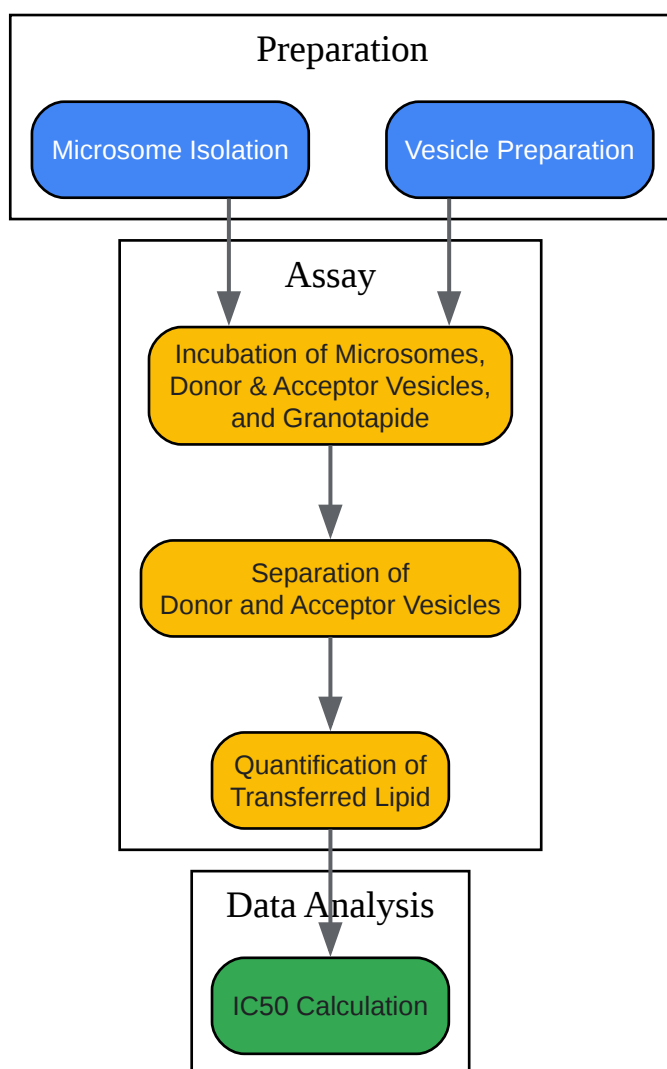 Preparation
Microsome Isolation
Vesicle Preparation
Assay
Incubation of Microsomes,
Donor & Acceptor Vesicles,
and Granotapide
Separation of
Donor and Acceptor Vesicles
Quantification of
Transferred Lipid
Data Analysis
IC50 Calculation